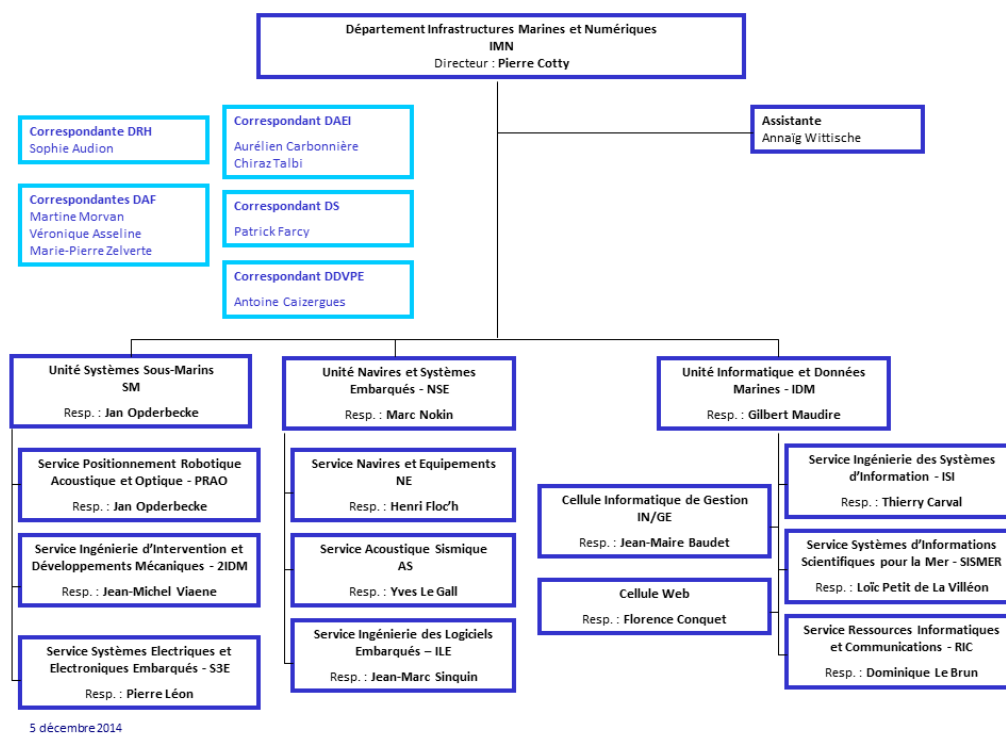 Département Infrastructures Marines et Numériques
IMN
Directeur : Pierre Cotty
Correspondante DRH
Sophie Audion
Correspondant DAEI
Aurélien Carbonnière
Chiraz Talbi
Assistante
Annaïg Wittische
Correspondantes DAF
Martine Morvan
Véronique Asseline
Marie-Pierre Zelverte
Correspondant DS
Patrick Farcy
Correspondant DDVPE
Antoine Caizergues
Unité Systèmes Sous-Marins
SM
Resp. : Jan Opderbecke
Service Positionnement Robotique
Acoustique et Optique - PRAO
Resp. : Jan Opderbecke
Service Ingénierie d'Intervention et
Développements Mécaniques - 2IDM
Resp. : Jean-Michel Viaene
Service Systèmes Electriques et
Electroniques Embarqués - S3E
Resp. : Pierre Léon
Unité Navires et Systèmes
Embarqués - NSE
Resp. : Marc Nokin
Service Navires et Equipements
NE
Resp. : Henri Floc'h
Service Acoustique Sismique
AS
Resp. : Yves Le Gall
Service Ingénierie des Logiciels
Embarqués – ILE
Resp. : Jean-Marc Sinquin
Unité Informatique et Données
Marines - IDM
Resp. : Gilbert Maudire
Cellule Informatique de Gestion
IN/GE
Resp. : Jean-Maire Baudet
Cellule Web
Resp. : Florence Conquet
Service Ingénierie des Systèmes
d'Information - ISI
Resp. : Thierry Carval
Service Systèmes d'Informations
Scientifiques pour la Mer - SISMER
Resp. : Loïc Petit de La Villéon
Service Ressources Informatiques
et Communications - RIC
Resp. : Dominique Le Brun
5 décembre 2014